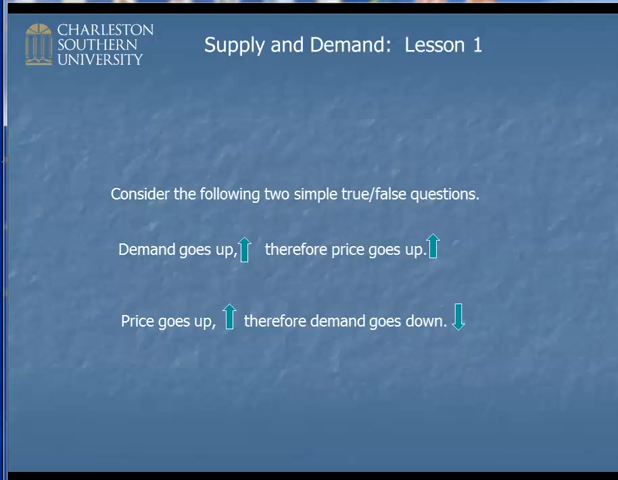 CHARLESTON
SOUTHERN
UNIVERSITY
Supply and Demand: Lesson 1
Consider the following two simple true/false questions.
Demand goes up, therefore price goes up.
Price goes up, therefore demand goes down.